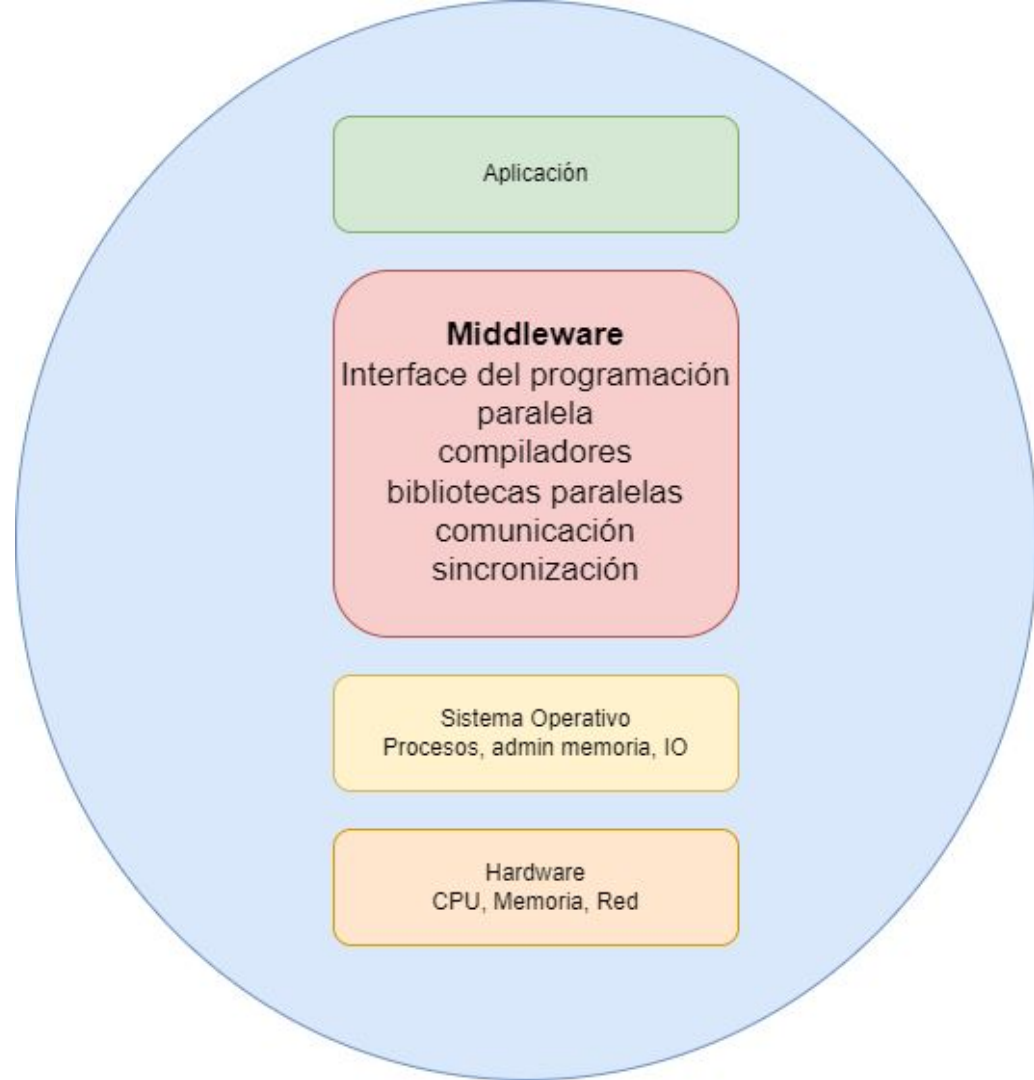 Aplicación
Middleware
Interface del programación
paralela
compiladores
bibliotecas paralelas
comunicación
sincronización
Sistema Operativo
Procesos, admin memoria, IO
Hardware
CPU, Memoria, Red